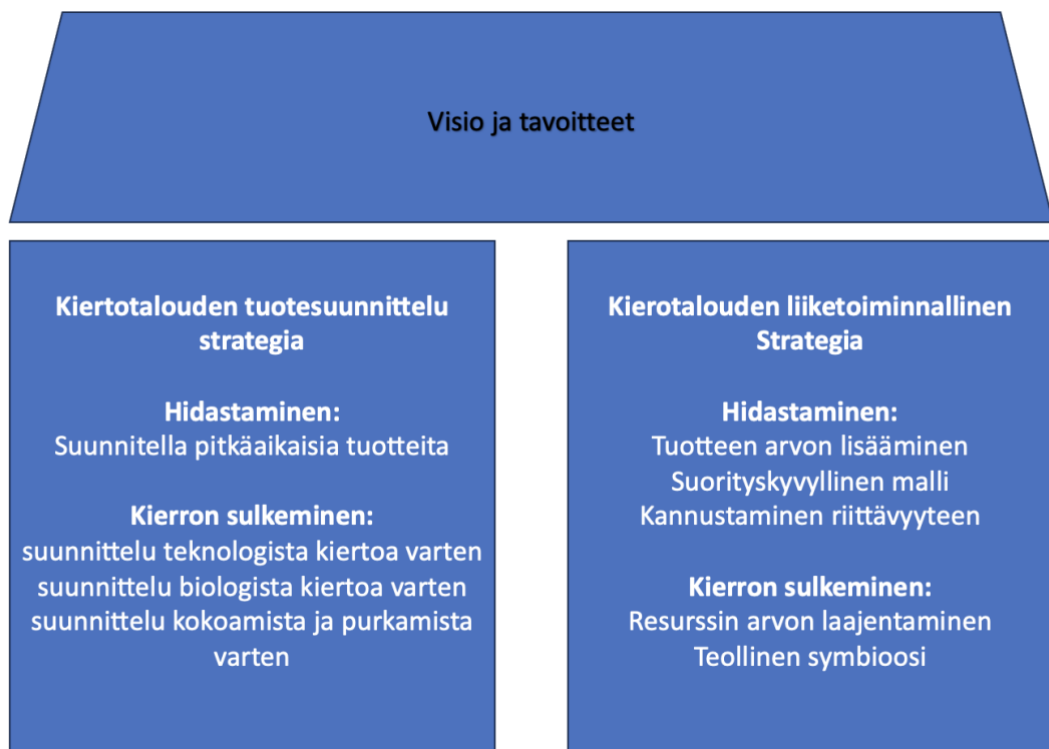 Visio ja tavoitteet
Kiertotalouden tuotesuunnittelu
strategia
Hidastaminen:
Suunnitella pitkäaikaisia tuotteita
Kierron sulkeminen:
suunnittelu teknologista kiertoa varten
suunnittelu biologista kiertoa varten
suunnittelu kokoamista ja purkamista
varten
Kierotalouden liiketoiminnallinen
Strategia
Hidastaminen:
Tuotteen arvon lisääminen
Suorityskyvyllinen malli
Kannustaminen riittävyyteen
Kierron sulkeminen:
Resurssin arvon laajentaminen
Teollinen symbioosi